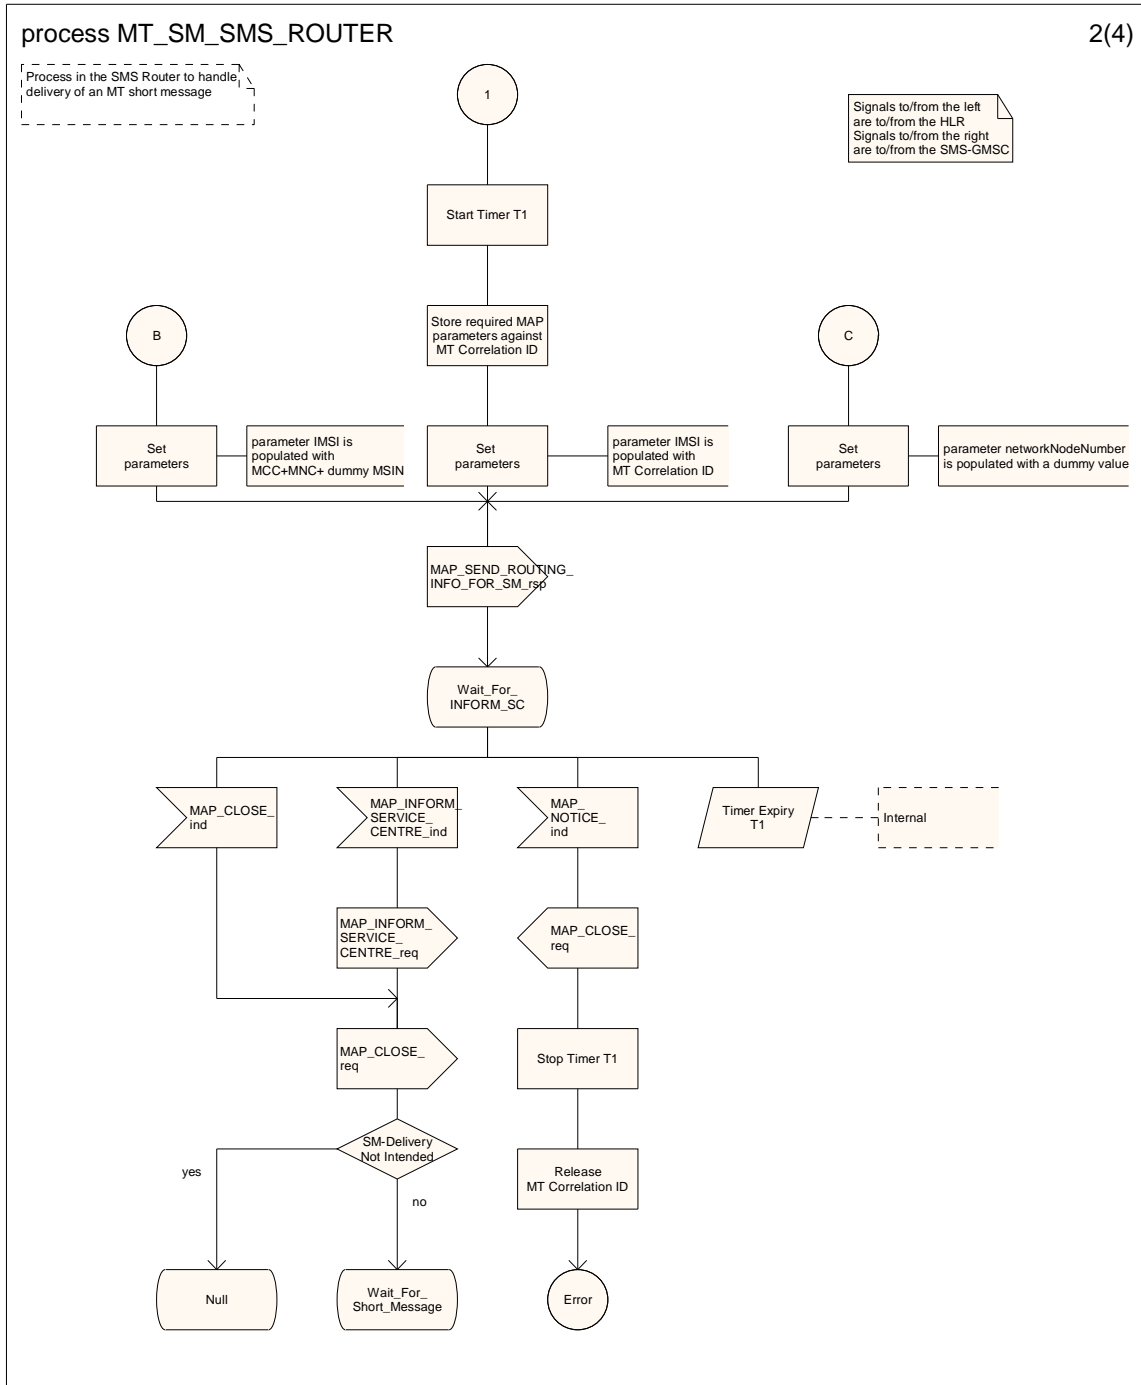 process MT_SM_SMS_ROUTER
2(4)
Process in the SMS Router to handle
delivery of an MT short message
1
Signals to/from the left
are to/from the HLR
Signals to/from the right
are to/from the SMS-GMSC
Start Timer T1
B
Store required MAP
parameters against
MT Correlation ID
C
Set
parameters
parameter IMSI is
populated with
MCC+MNC+ dummy MSIN
Set
parameters
parameter IMSI is
populated with
MT Correlation ID
Set
parameters
parameter networkNodeNumber
is populated with a dummy value
MAP_SEND_ROUTING_
INFO_FOR_SM_rsp
Wait_For_
INFORM_SC
MAP_CLOSE_
ind
MAP_INFORM_
SERVICE_
CENTRE_ind
MAP_
NOTICE_
ind
Timer Expiry
T1
Internal
MAP_INFORM_
SERVICE_
CENTRE_req
MAP_CLOSE_
req
MAP_CLOSE_
req
Stop Timer T1
SM-Delivery
Not Intended
yes
no
Release
MT Correlation ID
Null
Wait_For_
Short_Message
Error